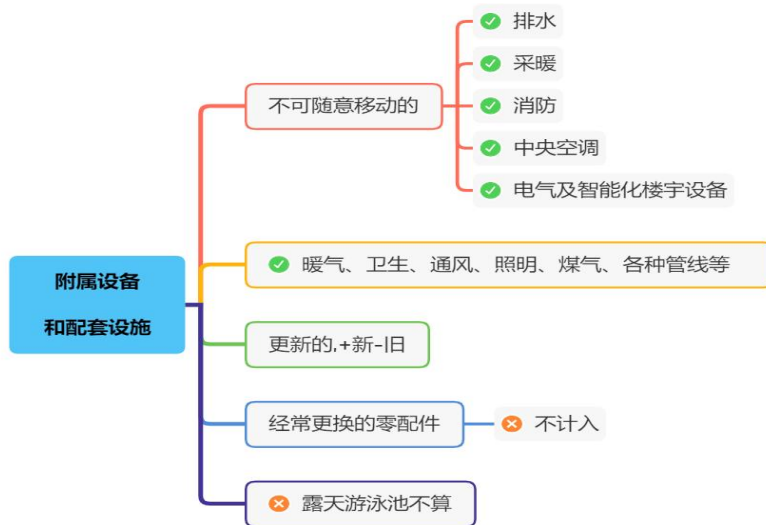 附属设备
和配套设施
不可随意移动的
排水
采暖
消防
中央空调
电气及智能化楼宇设备
暖气、卫生、通风、照明、煤气、各种管线等
更新的,+新-旧
经常更换的零配件
不计入
露天游泳池不算